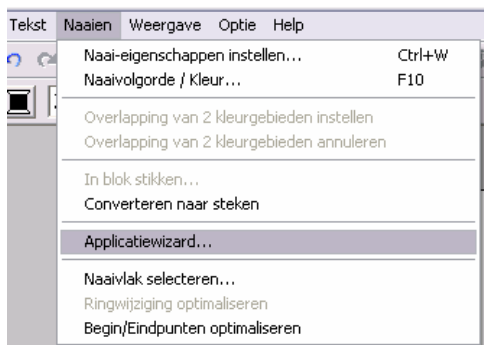 Tekst Naaien Weergave Optie Help
Naai-eigenschappen instellen... Ctrl+W
Naaivolgorde / Kleur... F10
Overlapping van 2 kleurgebieden instellen
Overlapping van 2 kleurgebieden annuleren
In blok stikken...
Converteren naar steken
Applicatiewizard...
Naaivlak selecteren...
Ringwijziging optimaliseren
Begin/Eindpunten optimaliseren